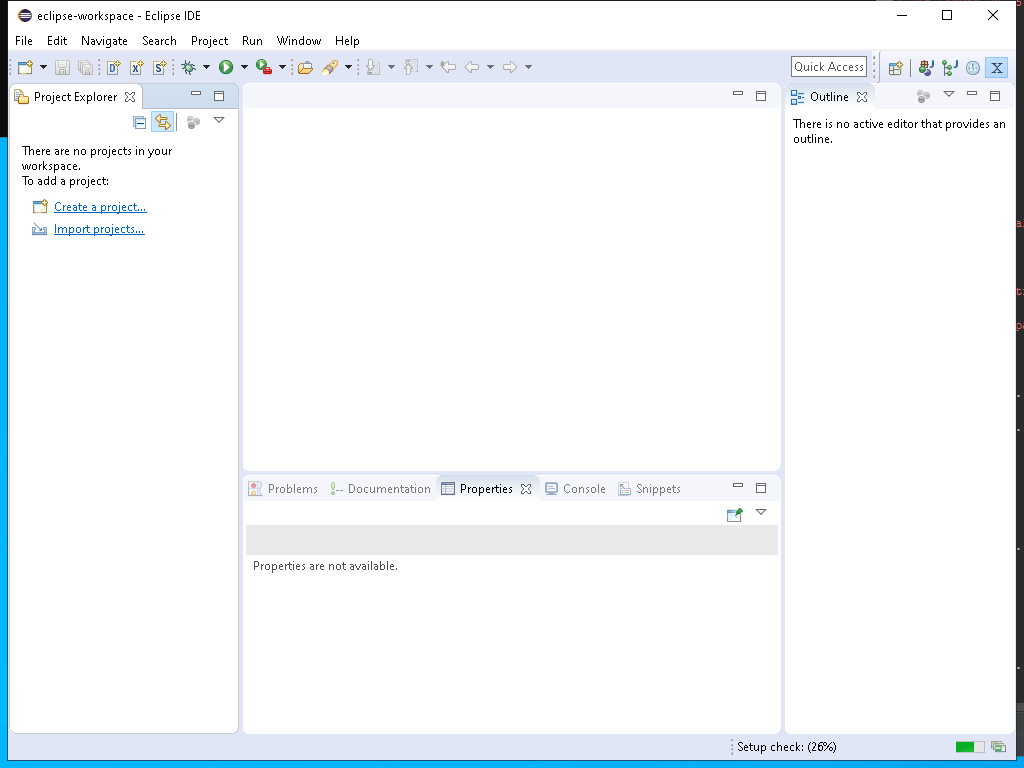 eclipse-workspace - Eclipse IDE
File Edit Navigate Search Project Run Window Help
Quick Access
Project Explorer
There are no projects in your
workspace.
To add a project:
Create a project...
Import projects...
Outline
There is no active editor that provides an
outline.
Problems Documentation Properties Console Snippets
Properties are not available.
Setup check: (26%)